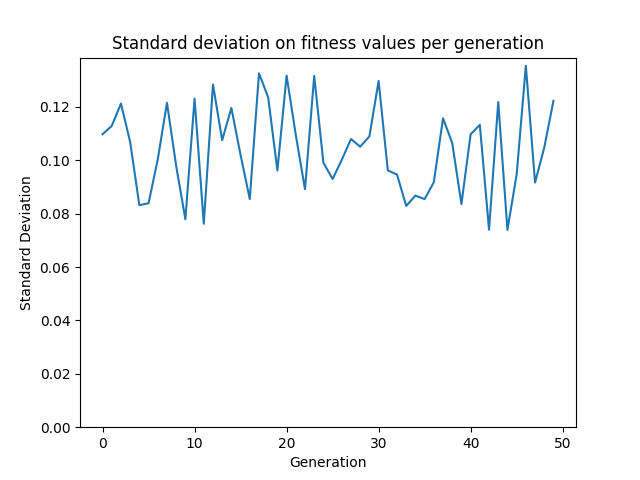 Standard deviation on fitness values per generation
0.12
0.10
0.08
0.06
0.04
0.02
0.00
Standard Deviation
0 10 20 30 40 50
Generation